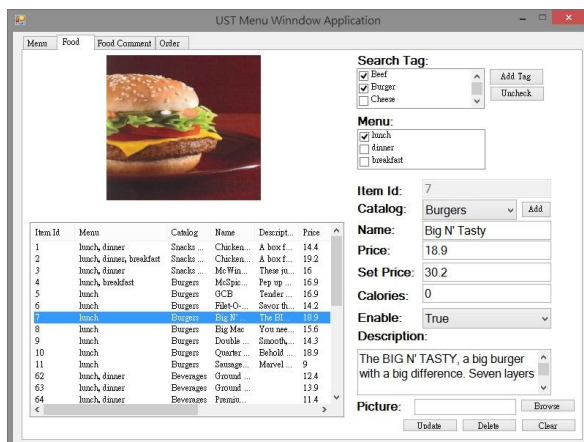 UST Menu Winndow Application
Menu Food Food Comment Order
Search Tag:
Beef
Burger
Cheese
Add Tag
Uncheck
Menu:
lunch
dinner
breakfast
Item Id: 7
Catalog: Burgers Add
Name: Big N' Tasty
Price: 18.9
Set Price: 30.2
Calories: 0
Enable: True
Description:
The BIG N' TASTY, a big burger
with a big difference. Seven layers
Picture: Browse
Update Delete Clear
Item Id Menu Catalog Name Descript... Price
1 lunch, dinner Snacks ... Chicken... A box f... 14.4
2 lunch, dinner, breakfast Snacks ... Chicken... A box f... 19.2
3 lunch, dinner Snacks ... McWin... These ju... 16
4 lunch, breakfast Burgers McSpic... Pep up ... 16.9
5 lunch Burgers GCB Tender ... 16.9
6 lunch Burgers Filet-O-... Savor th... 14.2
7 lunch Burgers Big N'... The BI... 18.9
8 lunch Burgers Big Mac You nee... 15.6
9 lunch Burgers Double ... Smooth,... 14.3
10 lunch Burgers Quarter ... Behold ... 18.9
11 lunch Burgers Sausage... Marvel ... 9
62 lunch, dinner Beverages Ground ... 12.4
63 lunch, dinner Beverages Ground ... 13.9
64 lunch, dinner Beverages Premiu... 11.4